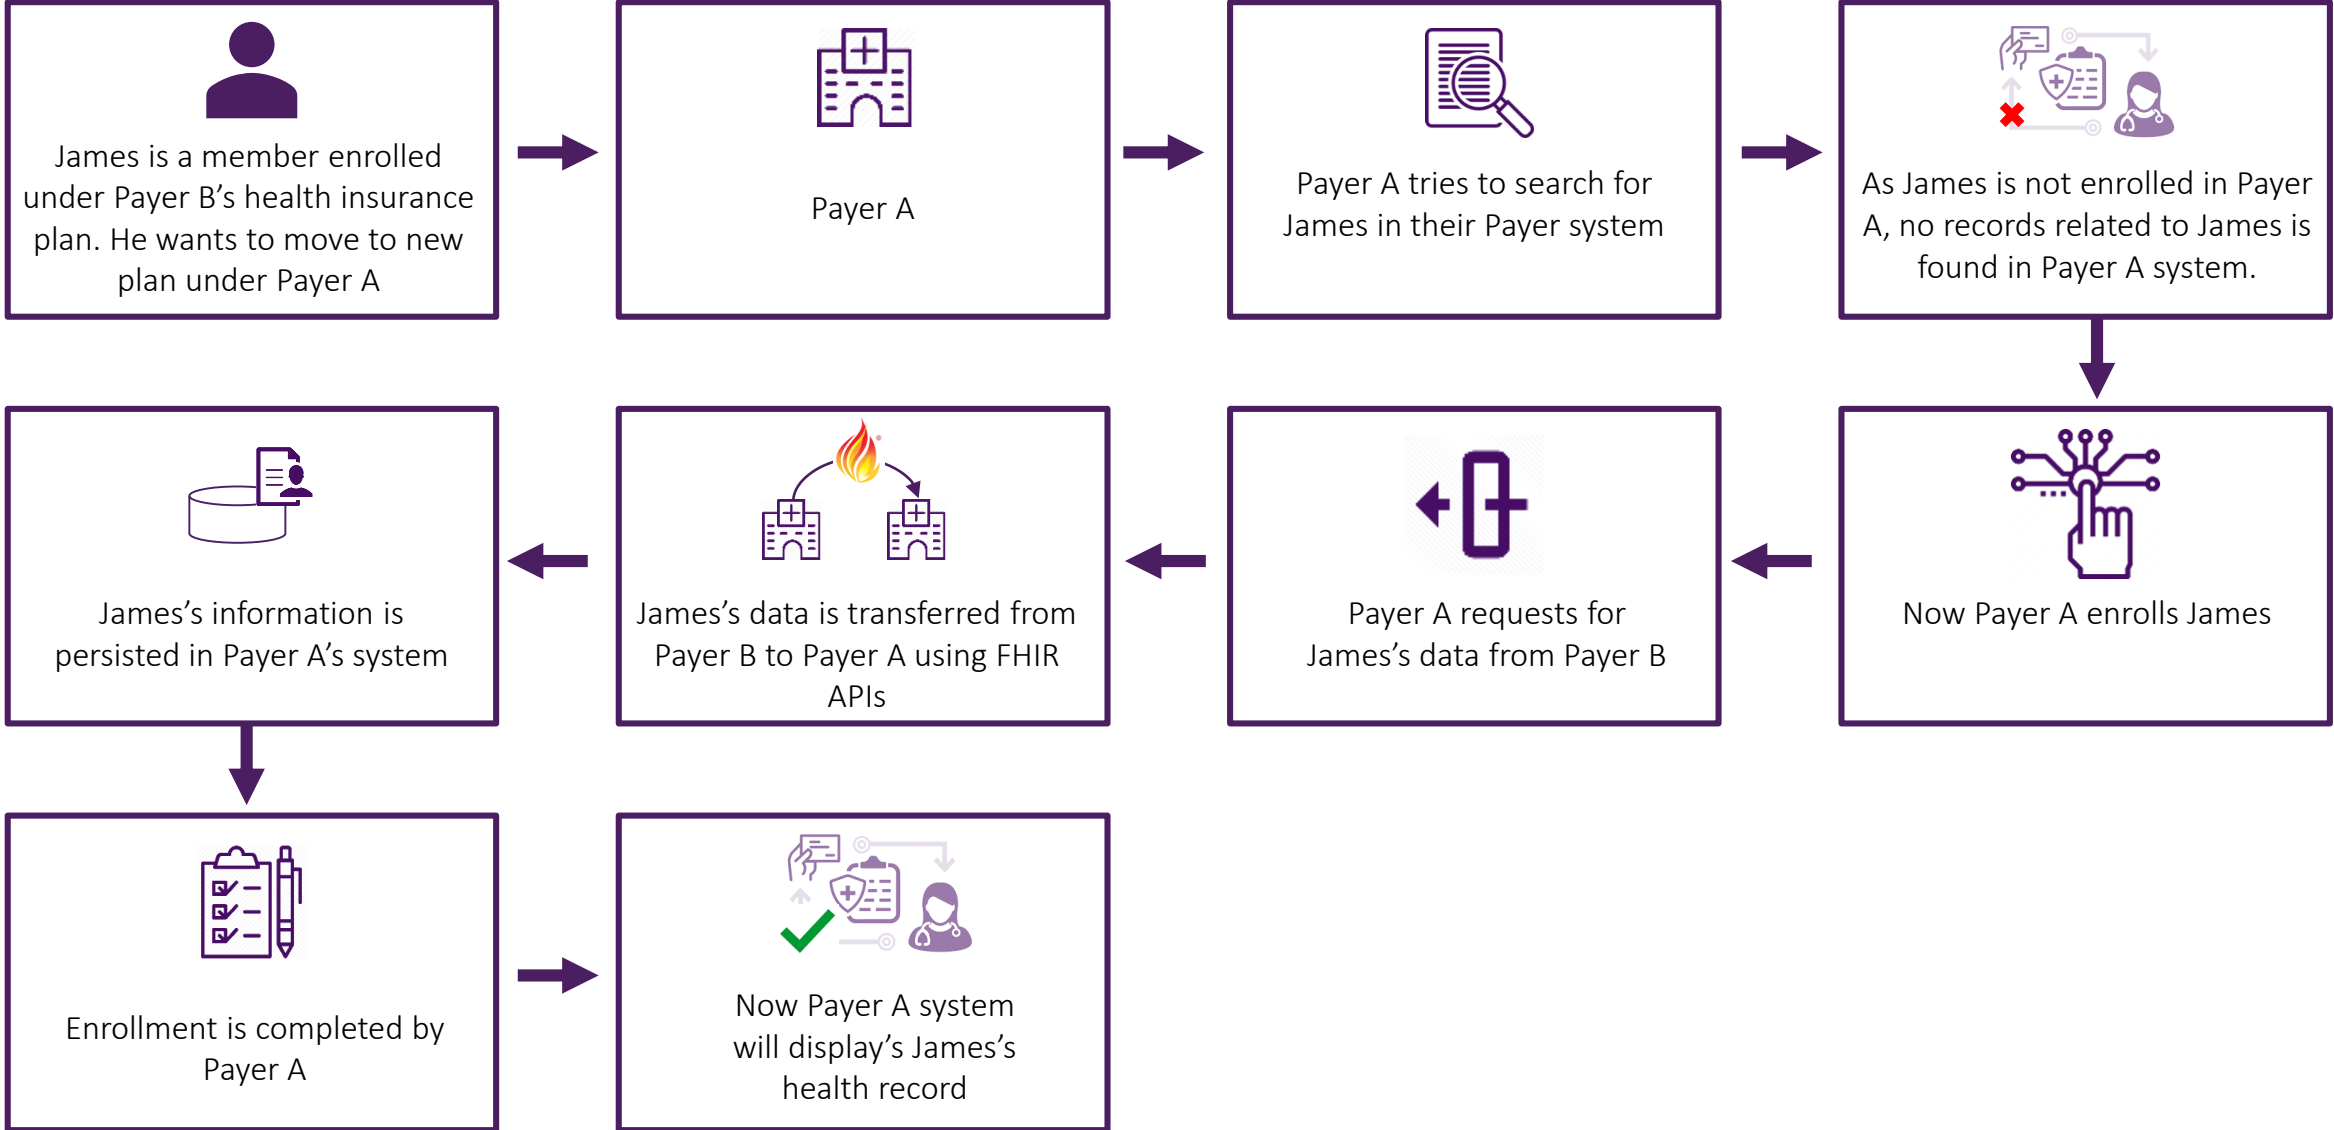 James is a member enrolled
under Payer B’s health insurance
plan. He wants to move to new
plan under Payer A
Payer A
Payer A tries to search for
James in their Payer system
As James is not enrolled in Payer
A, no records related to James is
found in Payer A system.
Now Payer A enrolls James
Payer A requests for
James’s data from Payer B
James’s data is transferred from
Payer B to Payer A using FHIR
APIs
James’s information is
persisted in Payer A’s system
Enrollment is completed by
Payer A
Now Payer A system
will display’s James’s
health record